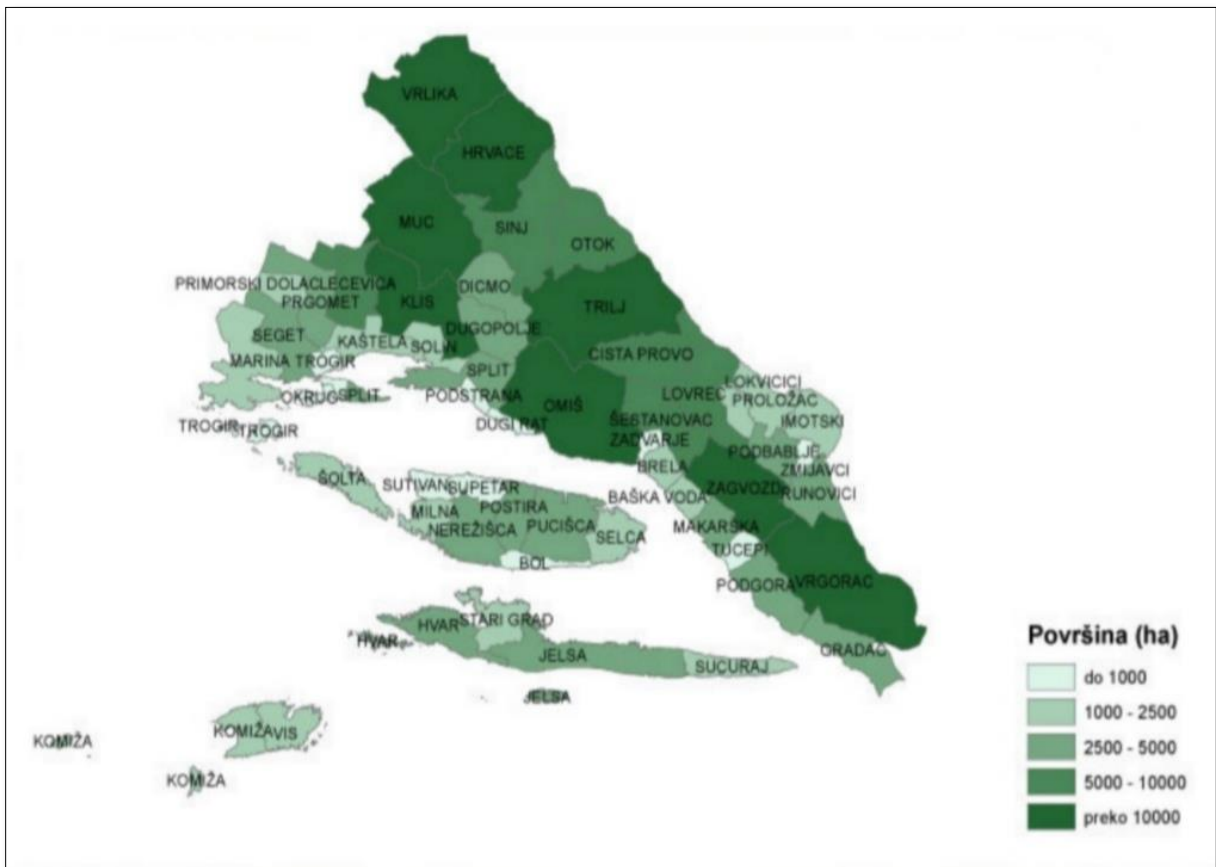 VRLIKA
HRVACE
MUC
SINJ
OTOK
PRIMORSKI DOLAC
LECEVICA
DICMO
PRGOMET
KLIS
TRILJ
SEGET
KAŠTELA
SOLIN
DUGOPOLJE
CISTA PROVO
MARINA
TROGIR
SPLIT
LOKVICICI
PROLOŽAC
LOVREC
OKRUG
SPLIT
PODSTRANA
OMIŠ
IMOTSKI
TROGIR
TROGIR
DUGI RAT
ŠESTANOVAC
ZADVARJE
PODBABLJE
ZMIJAVCI
BRELA
ŠOLTA
SUTIVAN
SUPETAR
BAŠKA VODA
ZAGVOZD
RUNOVICI
MILNA
POSTIRA
NEREŽIŠCA
PUCIŠCA
SELCA
MAKARSKA
TUCEPI
BOL
PODGORA
VRGORAC
HVAR
STARI GRAD
HVAR
JELSA
SUCURAJ
GRADAC
JELSA
KOMIŽA
KOMIŽA
VIS
KOMIŽA
Površina (ha)
do 1000
1000 - 2500
2500 - 5000
5000 - 10000
preko 10000